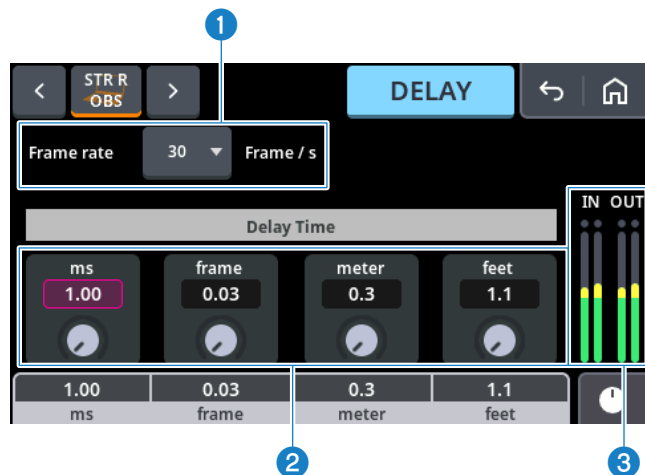 1
< STR R OBS > DELAY
Frame rate 30 Frame / s
IN OUT
Delay Time
ms frame meter feet
1.00 0.03 0.3 1.1
1.00 0.03 0.3 1.1
ms frame meter feet
2 3